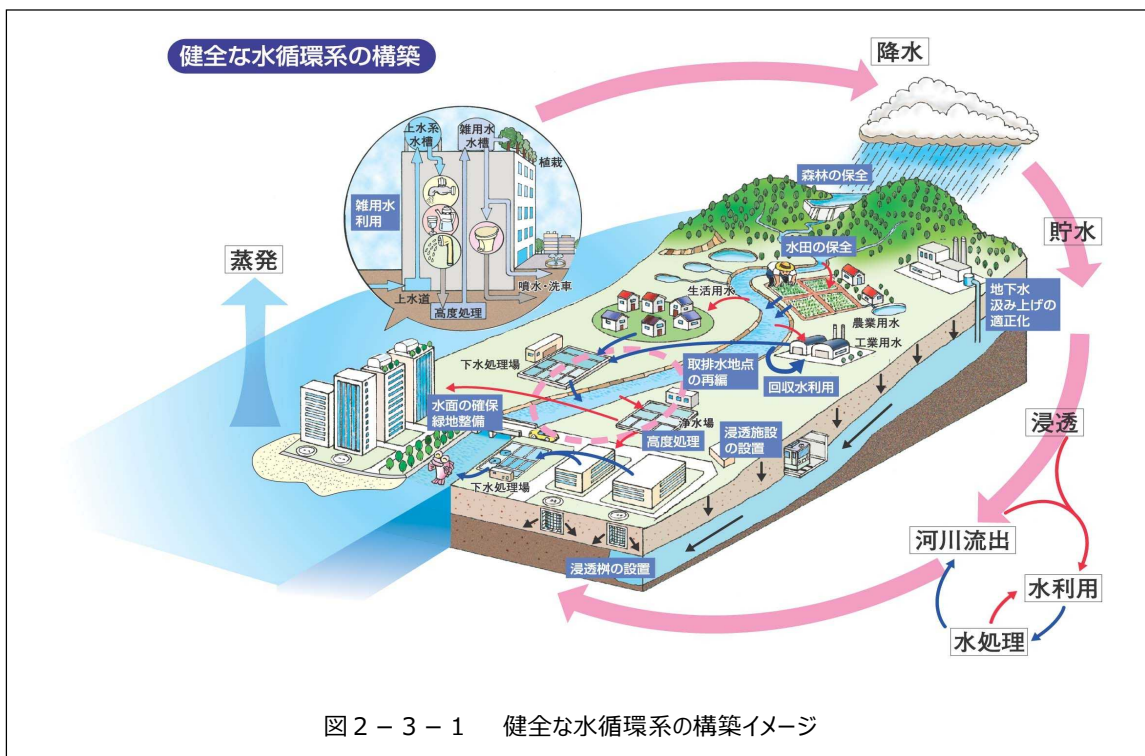 健全な水循環系の構築
降水
上水系
水槽
雑用水
水槽
植栽
雑用水
利用
上水道
高度処理
噴水・洗車
森林の保全
貯水
水田の保全
蒸発
生活用水
地下水
汲み上げの
適正化
農業用水
工業用水
下水処理場
取排水地点
の再編
回収水利用
水面の確保
緑地整備
浄水場
高度処理
浸透施設
の設置
浸透
下水処理場
河川流出
浸透桝の設置
水利用
水処理
図2-3-1 健全な水循環系の構築イメージ